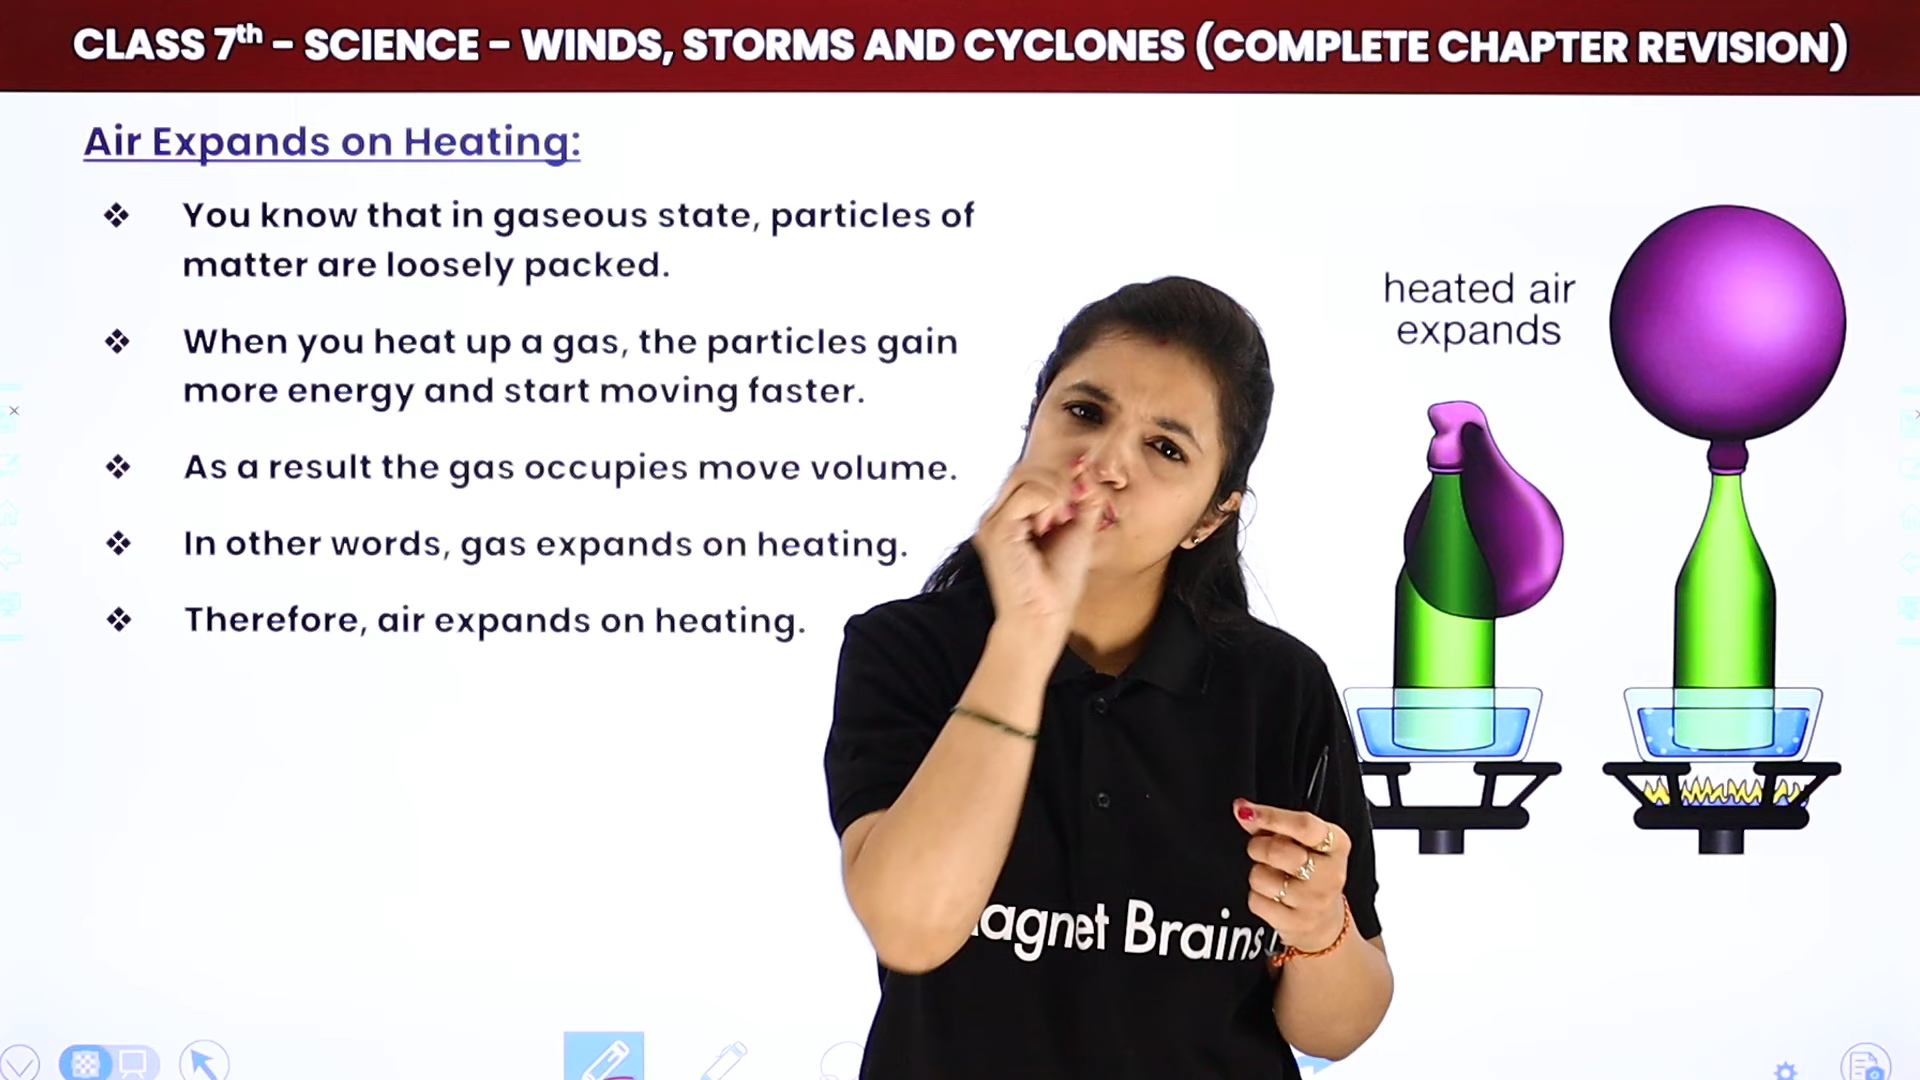 CLASS 7th - SCIENCE - WINDS, STORMS AND CYCLONES (COMPLETE CHAPTER REVISION)
Air Expands on Heating:
❖ You know that in gaseous state, particles of
matter are loosely packed.
❖ When you heat up a gas, the particles gain
more energy and start moving faster.
❖ As a result the gas occupies move volume.
❖ In other words, gas expands on heating.
❖ Therefore, air expands on heating.
heated air
expands
agnet Brains